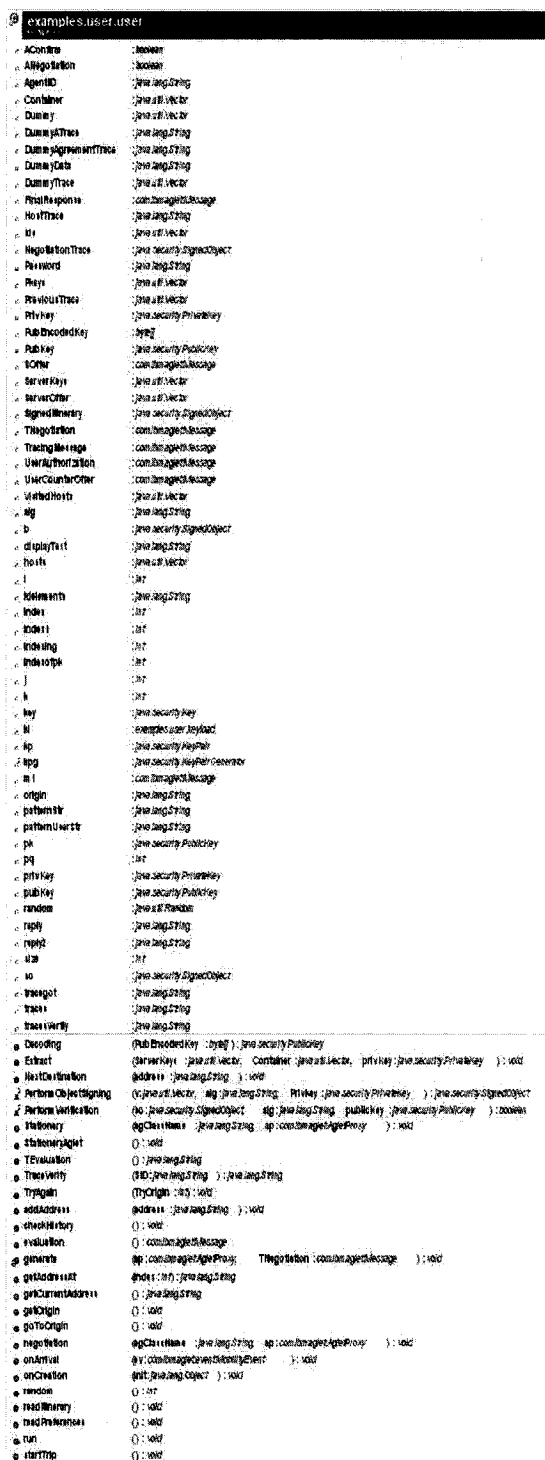 examples.user.user
AConfirm :boolean
ANegotiation :boolean
AgentID :java.lang.String
Container :java.util.Vector
Dummy :java.util.Vector
DummyATrace :java.lang.String
DummyAgreementTrace :java.lang.String
DummyData :java.lang.String
DummyTrace :java.util.Vector
FinalResponse :com.ibm.aglet.Message
HostTrace :java.lang.String
Ids :java.util.Vector
NegotiationTrace :java.security.SignedObject
Password :java.lang.String
Pkeys :java.util.Vector
PreviousTrace :java.util.Vector
PrivKey :java.security.PrivateKey
PubEncodedKey :byte[]
PubKey :java.security.PublicKey
SOffer :com.ibm.aglet.Message
ServerKeys :java.util.Vector
ServerOffer :java.util.Vector
SignedItinerary :java.security.SignedObject
TNegotiation :com.ibm.aglet.Message
TracingMessage :com.ibm.aglet.Message
UserAuthorization :com.ibm.aglet.Message
UserCounterOffer :com.ibm.aglet.Message
VisitedHosts :java.util.Vector
alg :java.lang.String
b :java.security.SignedObject
displayText :java.lang.String
hosts :java.util.Vector
i :int
idelements :java.lang.String
index :int
index1 :int
indexing :int
indexofpk :int
j :int
k :int
key :java.security.Key
kl :examples.user.keyload
kp :java.security.KeyPair
kpg :java.security.KeyPairGenerator
m1 :com.ibm.aglet.Message
origin :java.lang.String
patternStr :java.lang.String
patternUserStr :java.lang.String
pk :java.security.PublicKey
pq :int
privKey :java.security.PrivateKey
pubKey :java.security.PublicKey
random :java.util.Random
reply :java.lang.String
reply2 :java.lang.String
size :int
so :java.security.SignedObject
tracegot :java.lang.String
traces :java.lang.String
tracesVerify :java.lang.String
Decoding (PubEncodedKey :byte[] ) : java.security.PublicKey
Extract (ServerKeys :java.util.Vector, Container :java.util.Vector, privkey :java.security.PrivateKey ) : void
NextDestination (address :java.lang.String ) : void
PerformObjectSigning (v:java.util.Vector, alg :java.lang.String, Privkey :java.security.PrivateKey ) : java.security.SignedObject
PerformVerification (so :java.security.SignedObject alg :java.lang.String publickey :java.security.PublicKey ) : boolean
Stationery (agClassName :java.lang.String, ap :com.ibm.aglet.AgletProxy ) : void
StationeryAglet () : void
TEvaluation () : java.lang.String
TraceVerify (SID :java.lang.String ) : java.lang.String
TryAgain (TryOrigin :int) : void
addAddress (address :java.lang.String ) : void
checkHistory () : void
evaluation () : com.ibm.aglet.Message
generate (ap :com.ibm.aglet.AgletProxy, TNegotiation :com.ibm.aglet.Message ) : void
getAddressAt (index :int) : java.lang.String
getCurrentAddress () : java.lang.String
getOrigin () : void
goToOrigin () : void
negotiation (agClassName :java.lang.String, ap :com.ibm.aglet.AgletProxy ) : void
onArrival (ev :com.ibm.aglet.event.MobilityEvent ) : void
onCreation (init :java.lang.Object ) : void
random () : int
readItinerary () : void
readPreferences () : void
run () : void
startTrip () : void